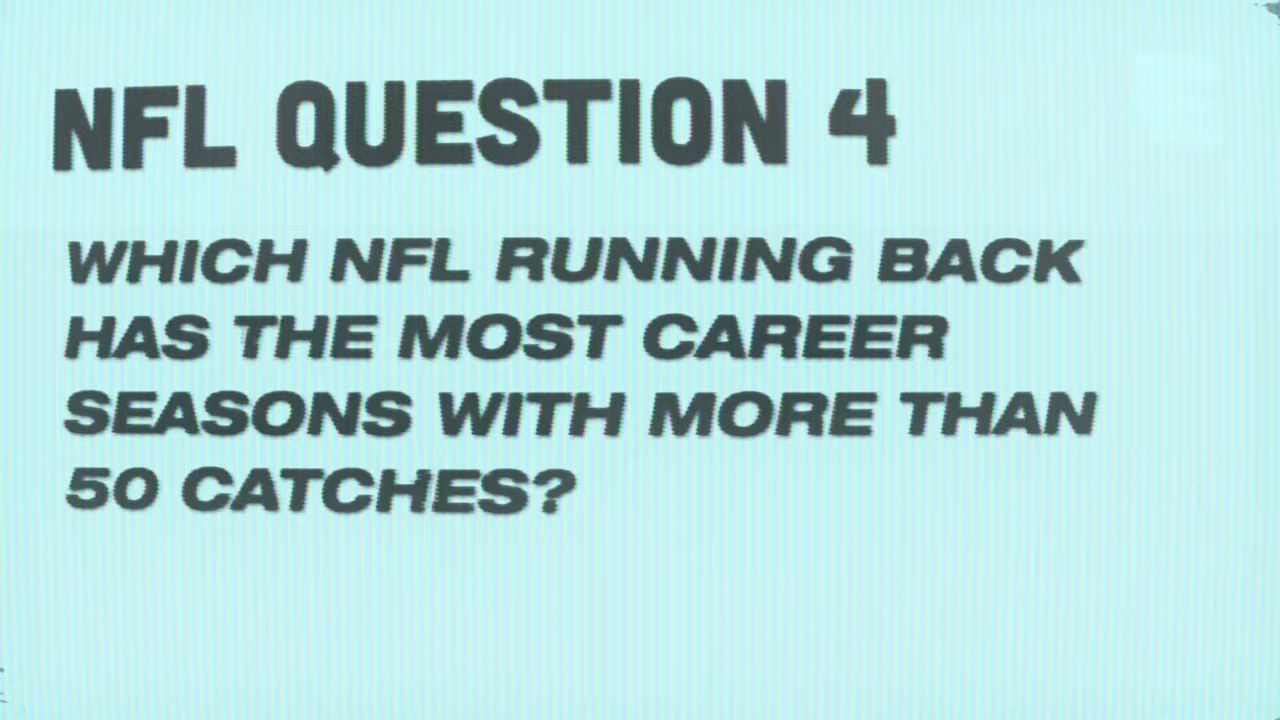 NFL QUESTION 4
WHICH NFL RUNNING BACK
HAS THE MOST CAREER
SEASONS WITH MORE THAN
50 CATCHES?